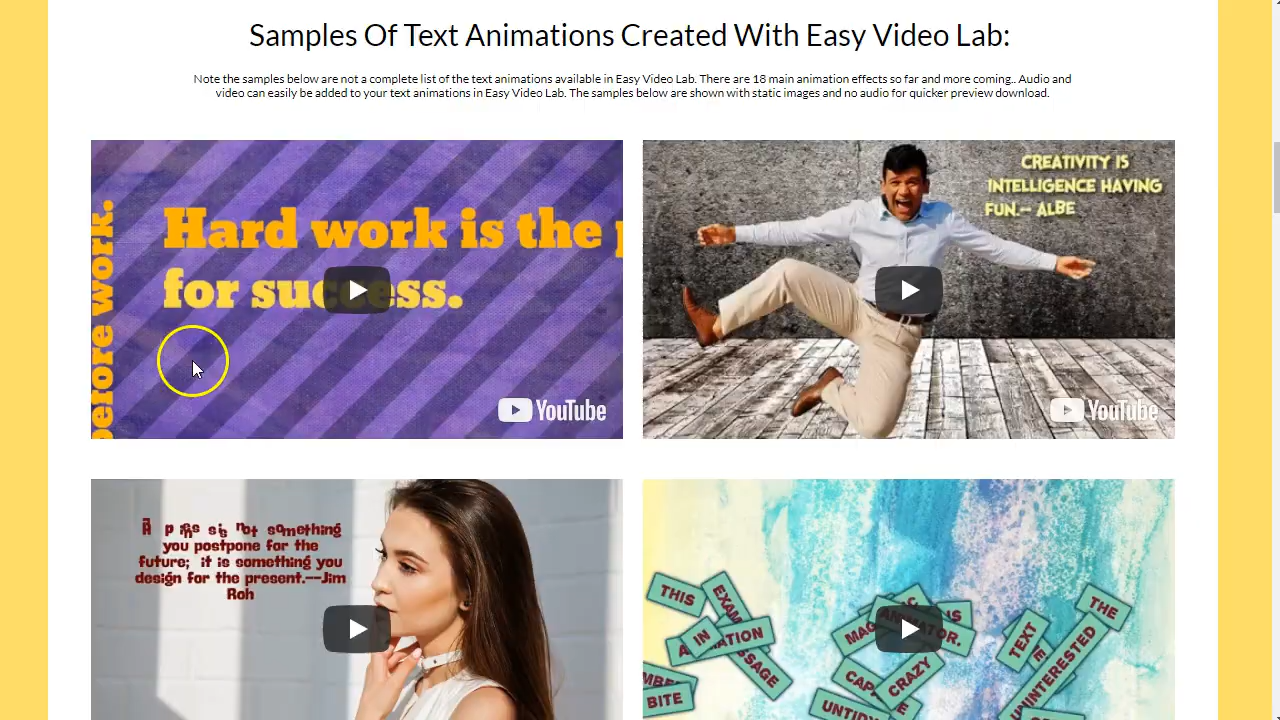 Samples Of Text Animations Created With Easy Video Lab:
Note the samples below are not a complete list of the text animations available in Easy Video Lab. There are 18 main animation effects so far and more coming.. Audio and
video can easily be added to your text animations in Easy Video Lab. The samples below are shown with static images and no audio for quicker preview download.
before work.
Hard work is the
for success.
YouTube
CREATIVITY IS
INTELLIGENCE HAVING
FUN.-- ALBE
YouTube
something
you postpone for the
future; it is something you
design for the present.--Jim
Roh
THIS
IN
THE
TEXT
CRAZY
BITE